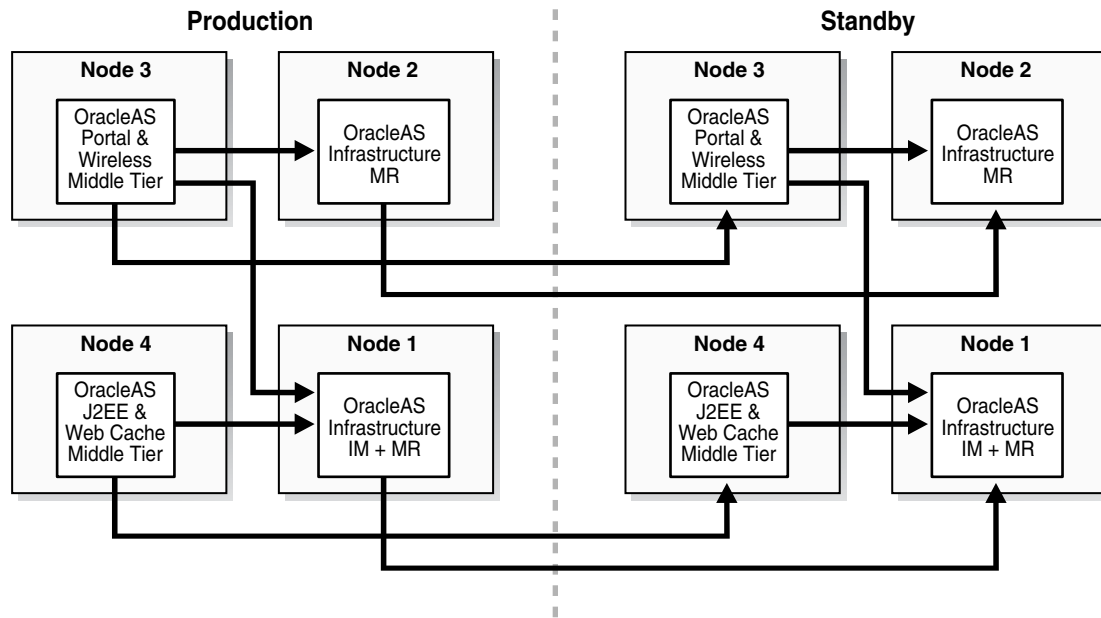 Production
Standby
Node 3
OracleAS
Portal &
Wireless
Middle Tier
Node 2
OracleAS
Infrastructure
MR
Node 3
OracleAS
Portal &
Wireless
Middle Tier
Node 2
OracleAS
Infrastructure
MR
Node 4
OracleAS
J2EE &
Web Cache
Middle Tier
Node 1
OracleAS
Infrastructure
IM + MR
Node 4
OracleAS
J2EE &
Web Cache
Middle Tier
Node 1
OracleAS
Infrastructure
IM + MR